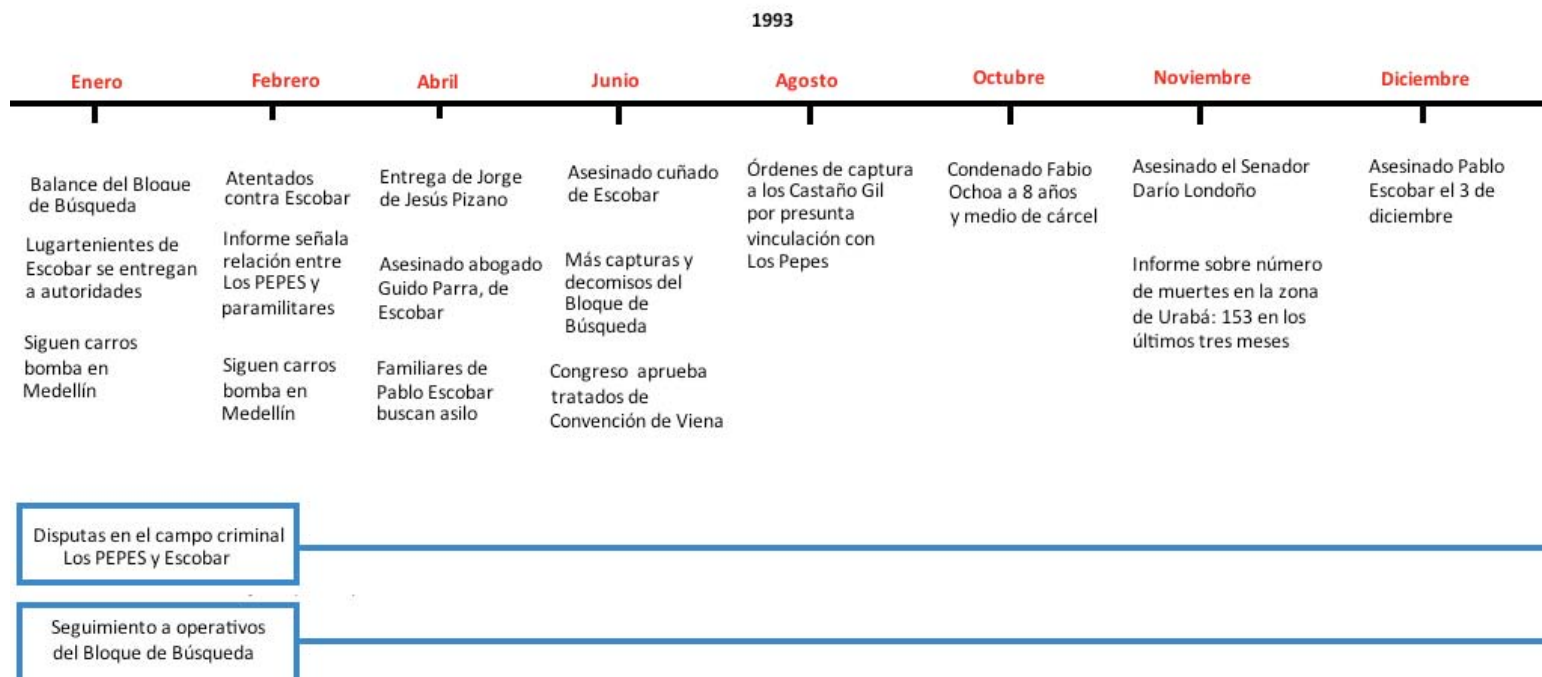 1993
Enero
Febrero
Abril
Junio
Agosto
Octubre
Noviembre
Diciembre
Balance del Bloque
de Búsqueda
Lugartenientes de
Escobar se entregan
a autoridades
Siguen carros
bomba en
Medellín
Atentados
contra Escobar
Informe señala
relación entre
Los PEPES y
paramilitares
Siguen carros
bomba en
Medellín
Entrega de Jorge
de Jesús Pizano
Asesinado abogado
Guido Parra, de
Escobar
Familiares de
Pablo Escobar
buscan asilo
Asesinado cuñado
de Escobar
Más capturas y
decomisos del
Bloque de
Búsqueda
Congreso aprueba
tratados de
Convención de Viena
Órdenes de captura
a los Castaño Gil
por presunta
vinculación con
Los Pepes
Condenado Fabio
Ochoa a 8 años
y medio de cárcel
Asesinado el Senador
Darío Londoño
Informe sobre número
de muertes en la zona
de Urabá: 153 en los
últimos tres meses
Asesinado Pablo
Escobar el 3 de
diciembre
Disputas en el campo criminal
Los PEPES y Escobar
Seguimiento a operativos
del Bloque de Búsqueda